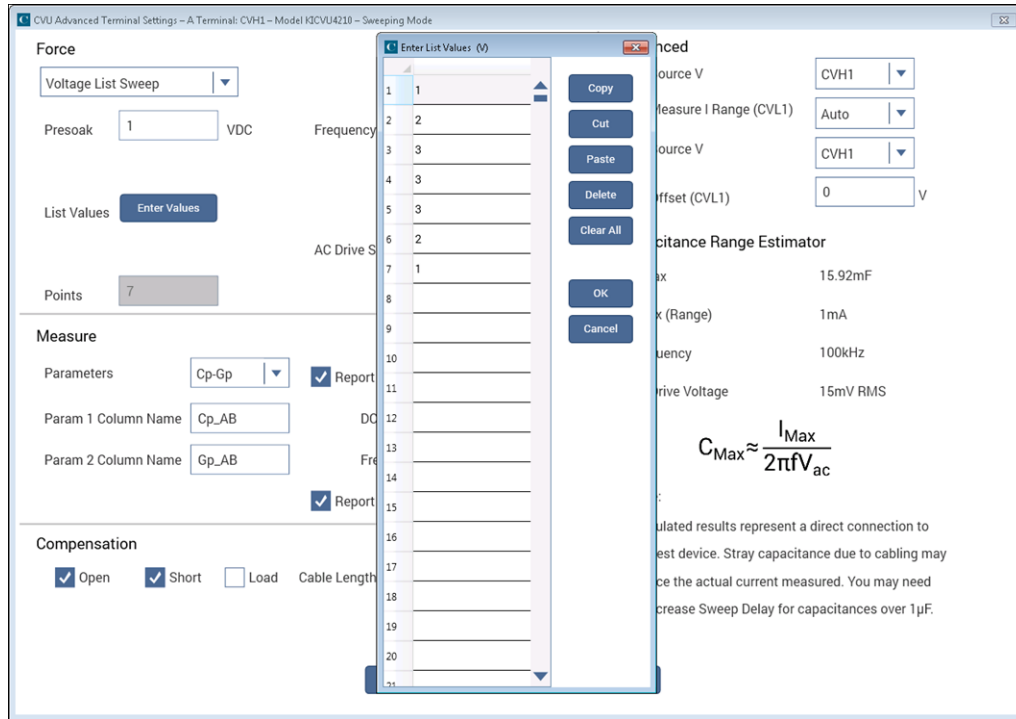 CVU Advanced Terminal Settings – A Terminal: CVH1 – Model KICVU4210 – Sweeping Mode
Force
Voltage List Sweep
Presoak 1 VDC Frequency
List Values Enter Values
AC Drive S
Points 7
Measure
Parameters Cp-Gp Report
Param 1 Column Name Cp_AB DC
Param 2 Column Name Gp_AB Fre
Report
Compensation
Open Short Load Cable Length
Enter List Values (V)
1 1
2 2
3 3
4 3
5 3
6 2
7 1
8
9
10
11
12
13
14
15
16
17
18
19
20
21
Copy
Cut
Paste
Delete
Clear All
OK
Cancel
nced
ource V CVH1
Measure I Range (CVL1) Auto
ource V CVH1
ffset (CVL1) 0 V
citance Range Estimator
ax 15.92mF
x (Range) 1mA
uency 100kHz
rive Voltage 15mV RMS
CMax≈ IMax
2πfVac
:
ulated results represent a direct connection to
est device. Stray capacitance due to cabling may
ce the actual current measured. You may need
crease Sweep Delay for capacitances over 1µF.